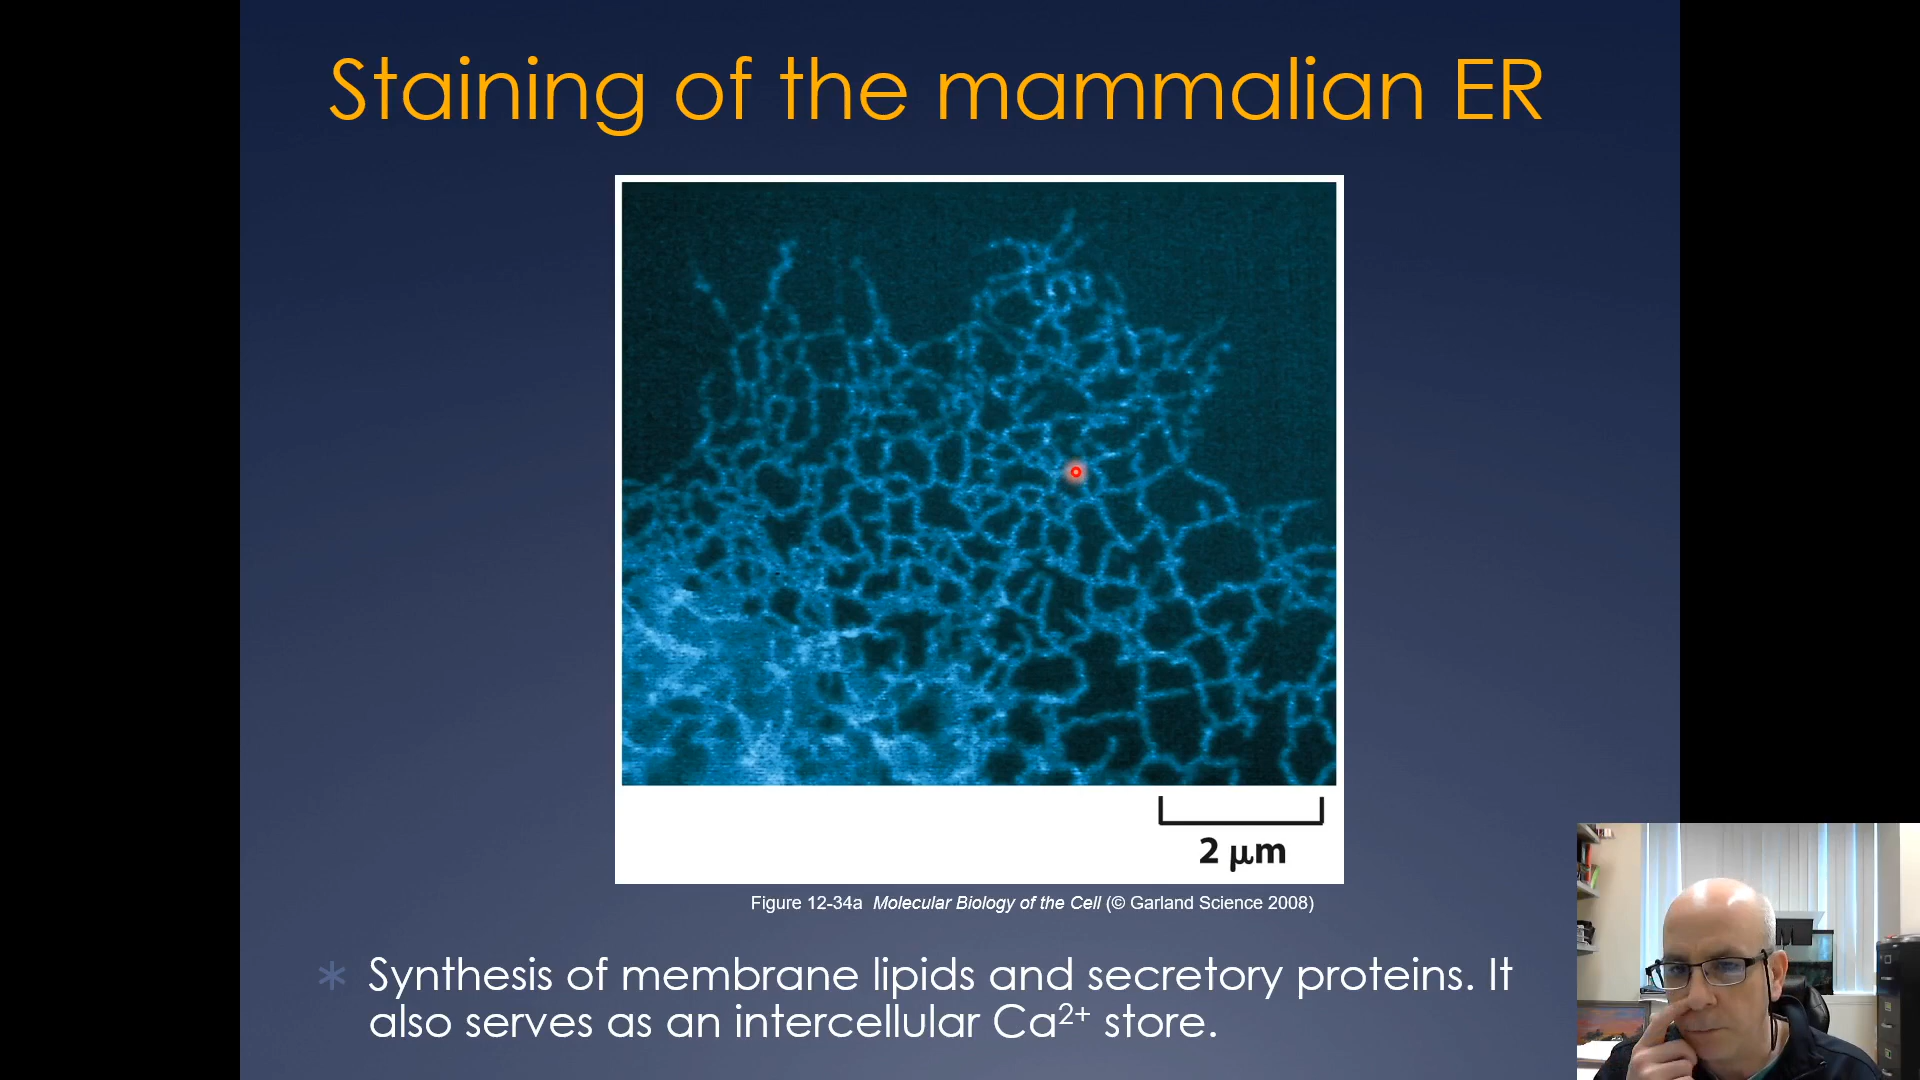 Staining of the mammalian ER
2 μm
Figure 12-34a Molecular Biology of the Cell (© Garland Science 2008)
* Synthesis of membrane lipids and secretory proteins. It
also serves as an intercellular Ca²⁺ store.